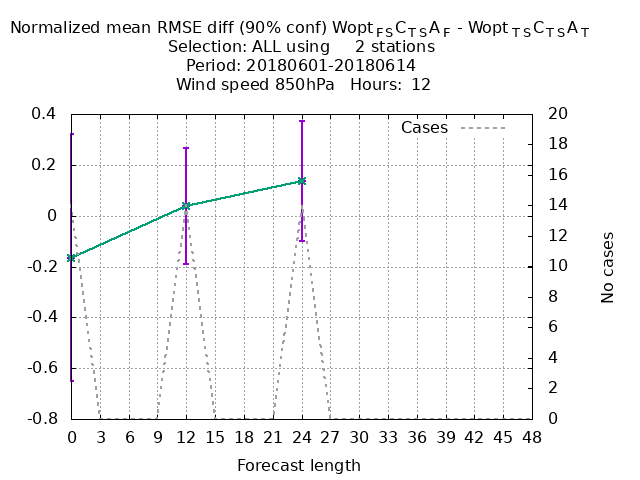 Normalized mean RMSE diff (90% conf) Wopt FS C TS A F - Wopt TS C TS A T
Selection: ALL using 2 stations
Period: 20180601-20180614
Wind speed 850hPa Hours: 12
Cases
0.4
0.2
0
-0.2
-0.4
-0.6
-0.8
20
18
16
14
12
10
8
6
4
2
0
No cases
0 3 6 9 12 15 18 21 24 27 30 33 36 39 42 45 48
Forecast length